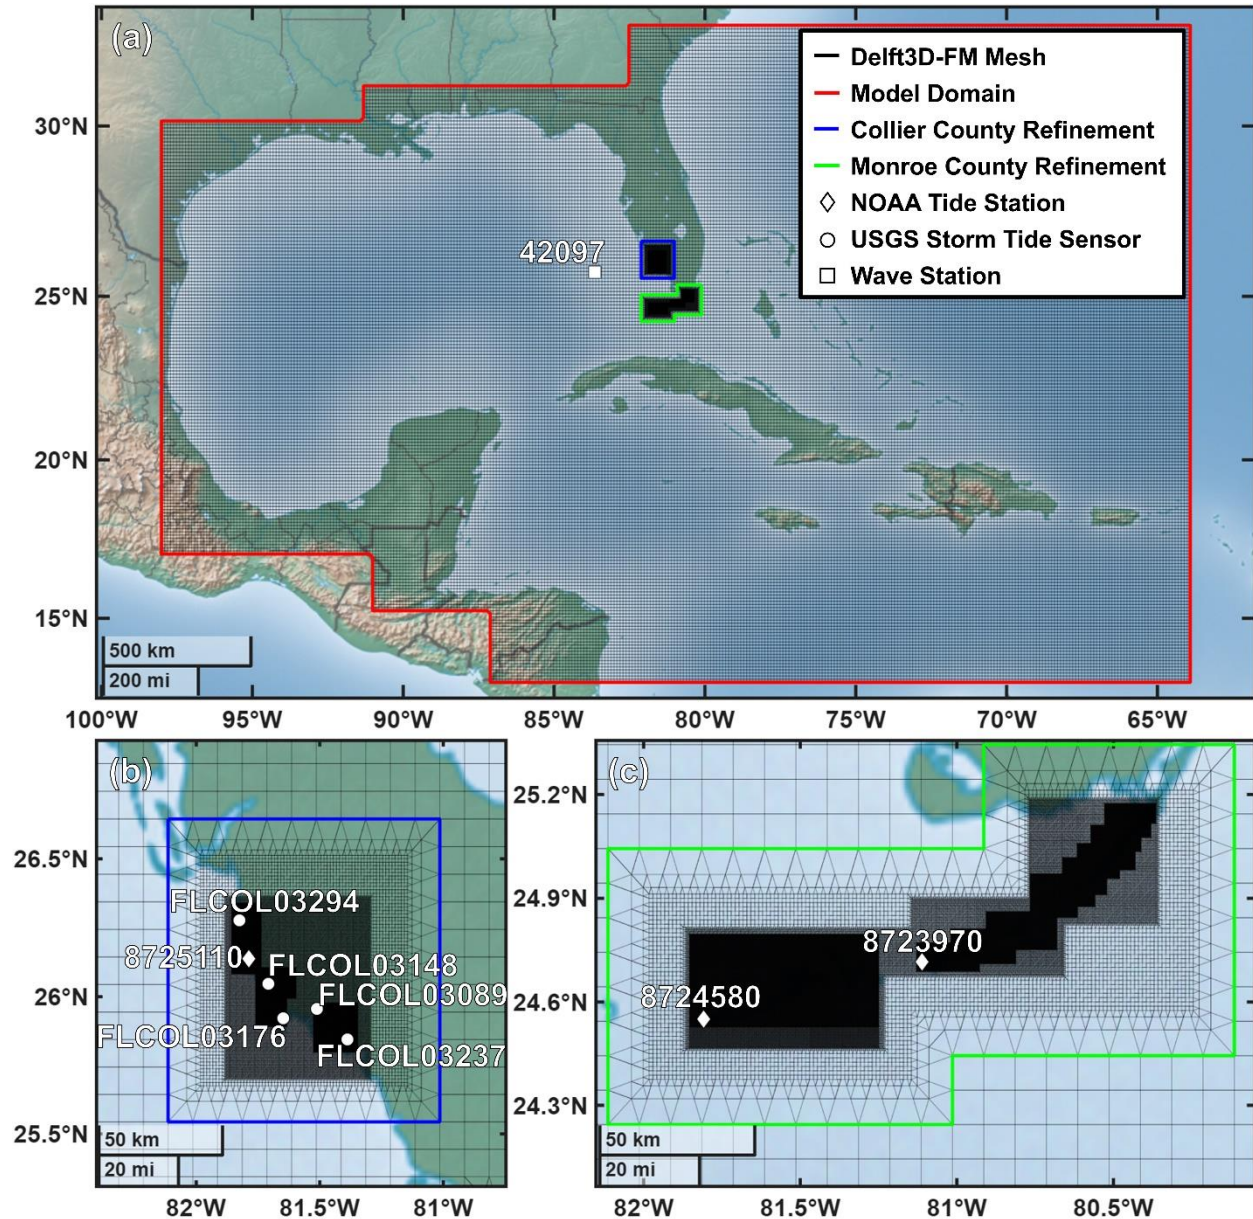 (a)
Delft3D-FM Mesh
Model Domain
Collier County Refinement
Monroe County Refinement
NOAA Tide Station
USGS Storm Tide Sensor
Wave Station
30°N
25°N
20°N
15°N
42097
500 km
200 mi
100°W 95°W 90°W 85°W 80°W 75°W 70°W 65°W
(b)
26.5°N
26°N
25.5°N
FLCOL03294
8725110
FLCOL03148
FLCOL03089
FLCOL03176
FLCOL03237
50 km
20 mi
82°W 81.5°W 81°W
(c)
25.2°N
24.9°N
24.6°N
24.3°N
8723970
8724580
50 km
20 mi
82°W 81.5°W 81°W 80.5°W